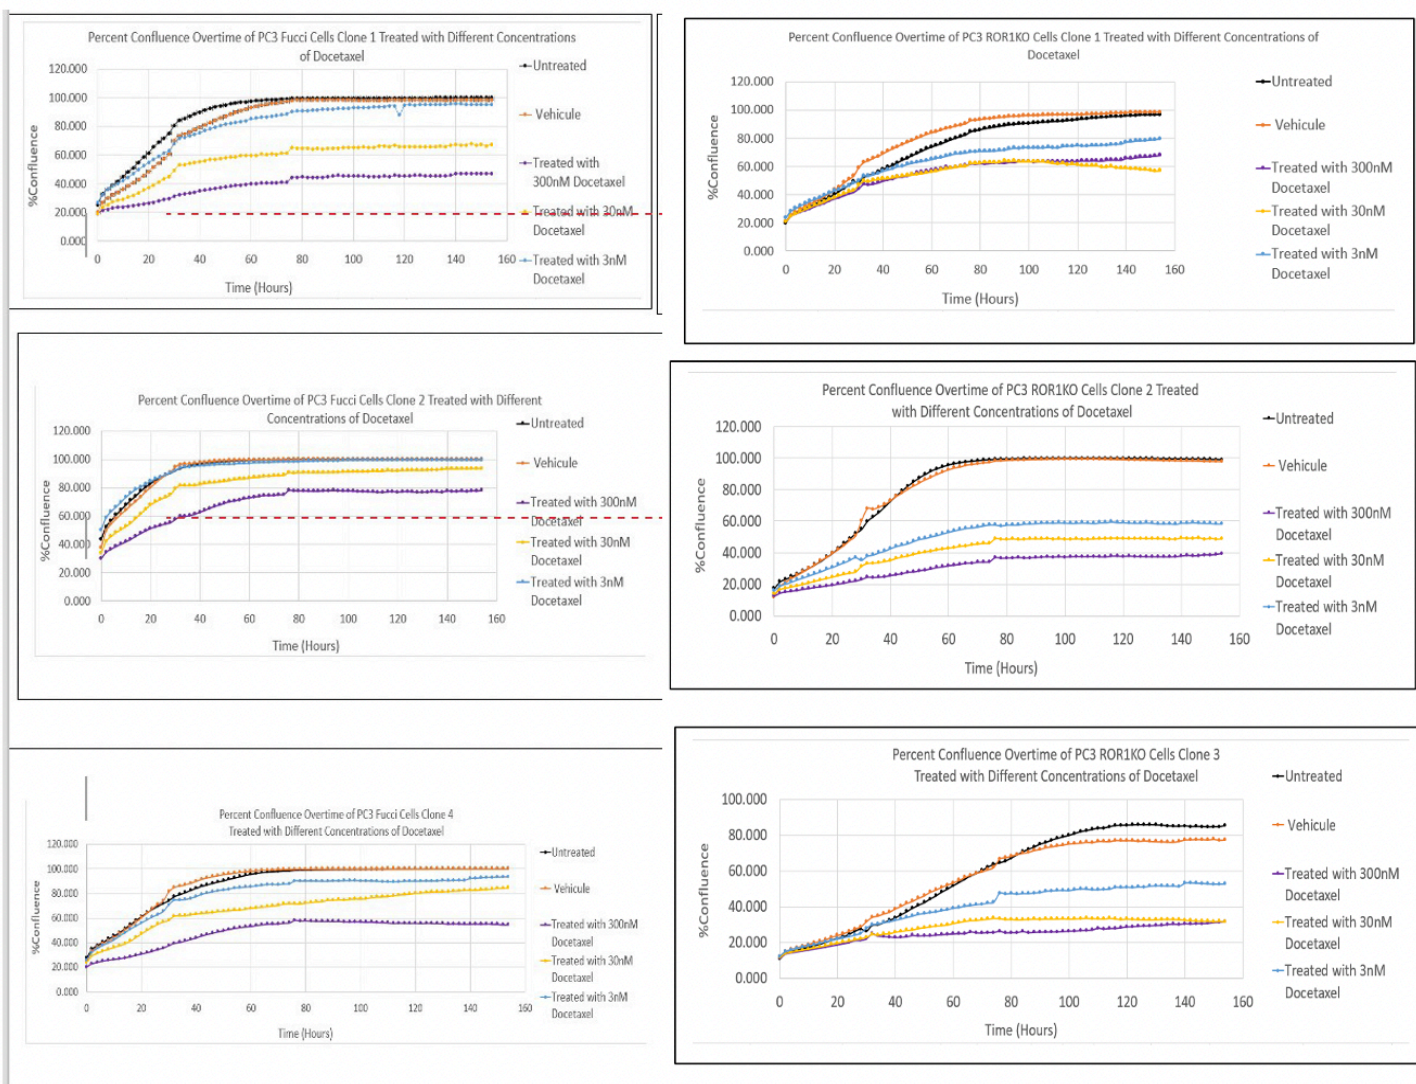 Percent Confluence Overtime of PC3 Fucci Cells Clone 1 Treated with Different Concentrations
of Docetaxel
120.000
100.000
80.000
60.000
40.000
20.000
0.000
%Confluence
0 20 40 60 80 100 120 140 160
Time (Hours)
Untreated
Vehicule
Treated with
300nM Docetaxel
Treated with 30nM
Docetaxel
Treated with 3nM
Docetaxel
Percent Confluence Overtime of PC3 ROR1KO Cells Clone 1 Treated with Different Concentrations of
Docetaxel
120.000
100.000
80.000
60.000
40.000
20.000
0.000
%Confluence
0 20 40 60 80 100 120 140 160
Time (Hours)
Untreated
Vehicule
Treated with 300nM
Docetaxel
Treated with 30nM
Docetaxel
Treated with 3nM
Docetaxel
Percent Confluence Overtime of PC3 Fucci Cells Clone 2 Treated with Different
Concentrations of Docetaxel
120.000
100.000
80.000
60.000
40.000
20.000
0.000
%Confluence
0 20 40 60 80 100 120 140 160
Time (Hours)
Untreated
Vehicule
Treated with 300nM
Docetaxel
Treated with 30nM
Docetaxel
Treated with 3nM
Docetaxel
Percent Confluence Overtime of PC3 ROR1KO Cells Clone 2 Treated
with Different Concentrations of Docetaxel
120.000
100.000
80.000
60.000
40.000
20.000
0.000
%Confluence
0 20 40 60 80 100 120 140 160
Time (Hours)
Untreated
Vehicule
Treated with 300nM
Docetaxel
Treated with 30nM
Docetaxel
Treated with 3nM
Docetaxel
Percent Confluence Overtime of PC3 Fucci Cells Clone 4
Treated with Different Concentrations of Docetaxel
120.000
100.000
80.000
60.000
40.000
20.000
0.000
%Confluence
0 20 40 60 80 100 120 140 160
Time (Hours)
Untreated
Vehicule
Treated with 300nM
Docetaxel
Treated with 30nM
Docetaxel
Treated with 3nM
Docetaxel
Percent Confluence Overtime of PC3 ROR1KO Cells Clone 3
Treated with Different Concentrations of Docetaxel
100.000
80.000
60.000
40.000
20.000
0.000
%Confluence
0 20 40 60 80 100 120 140 160
Time (Hours)
Untreated
Vehicule
Treated with 300nM
Docetaxel
Treated with 30nM
Docetaxel
Treated with 3nM
Docetaxel